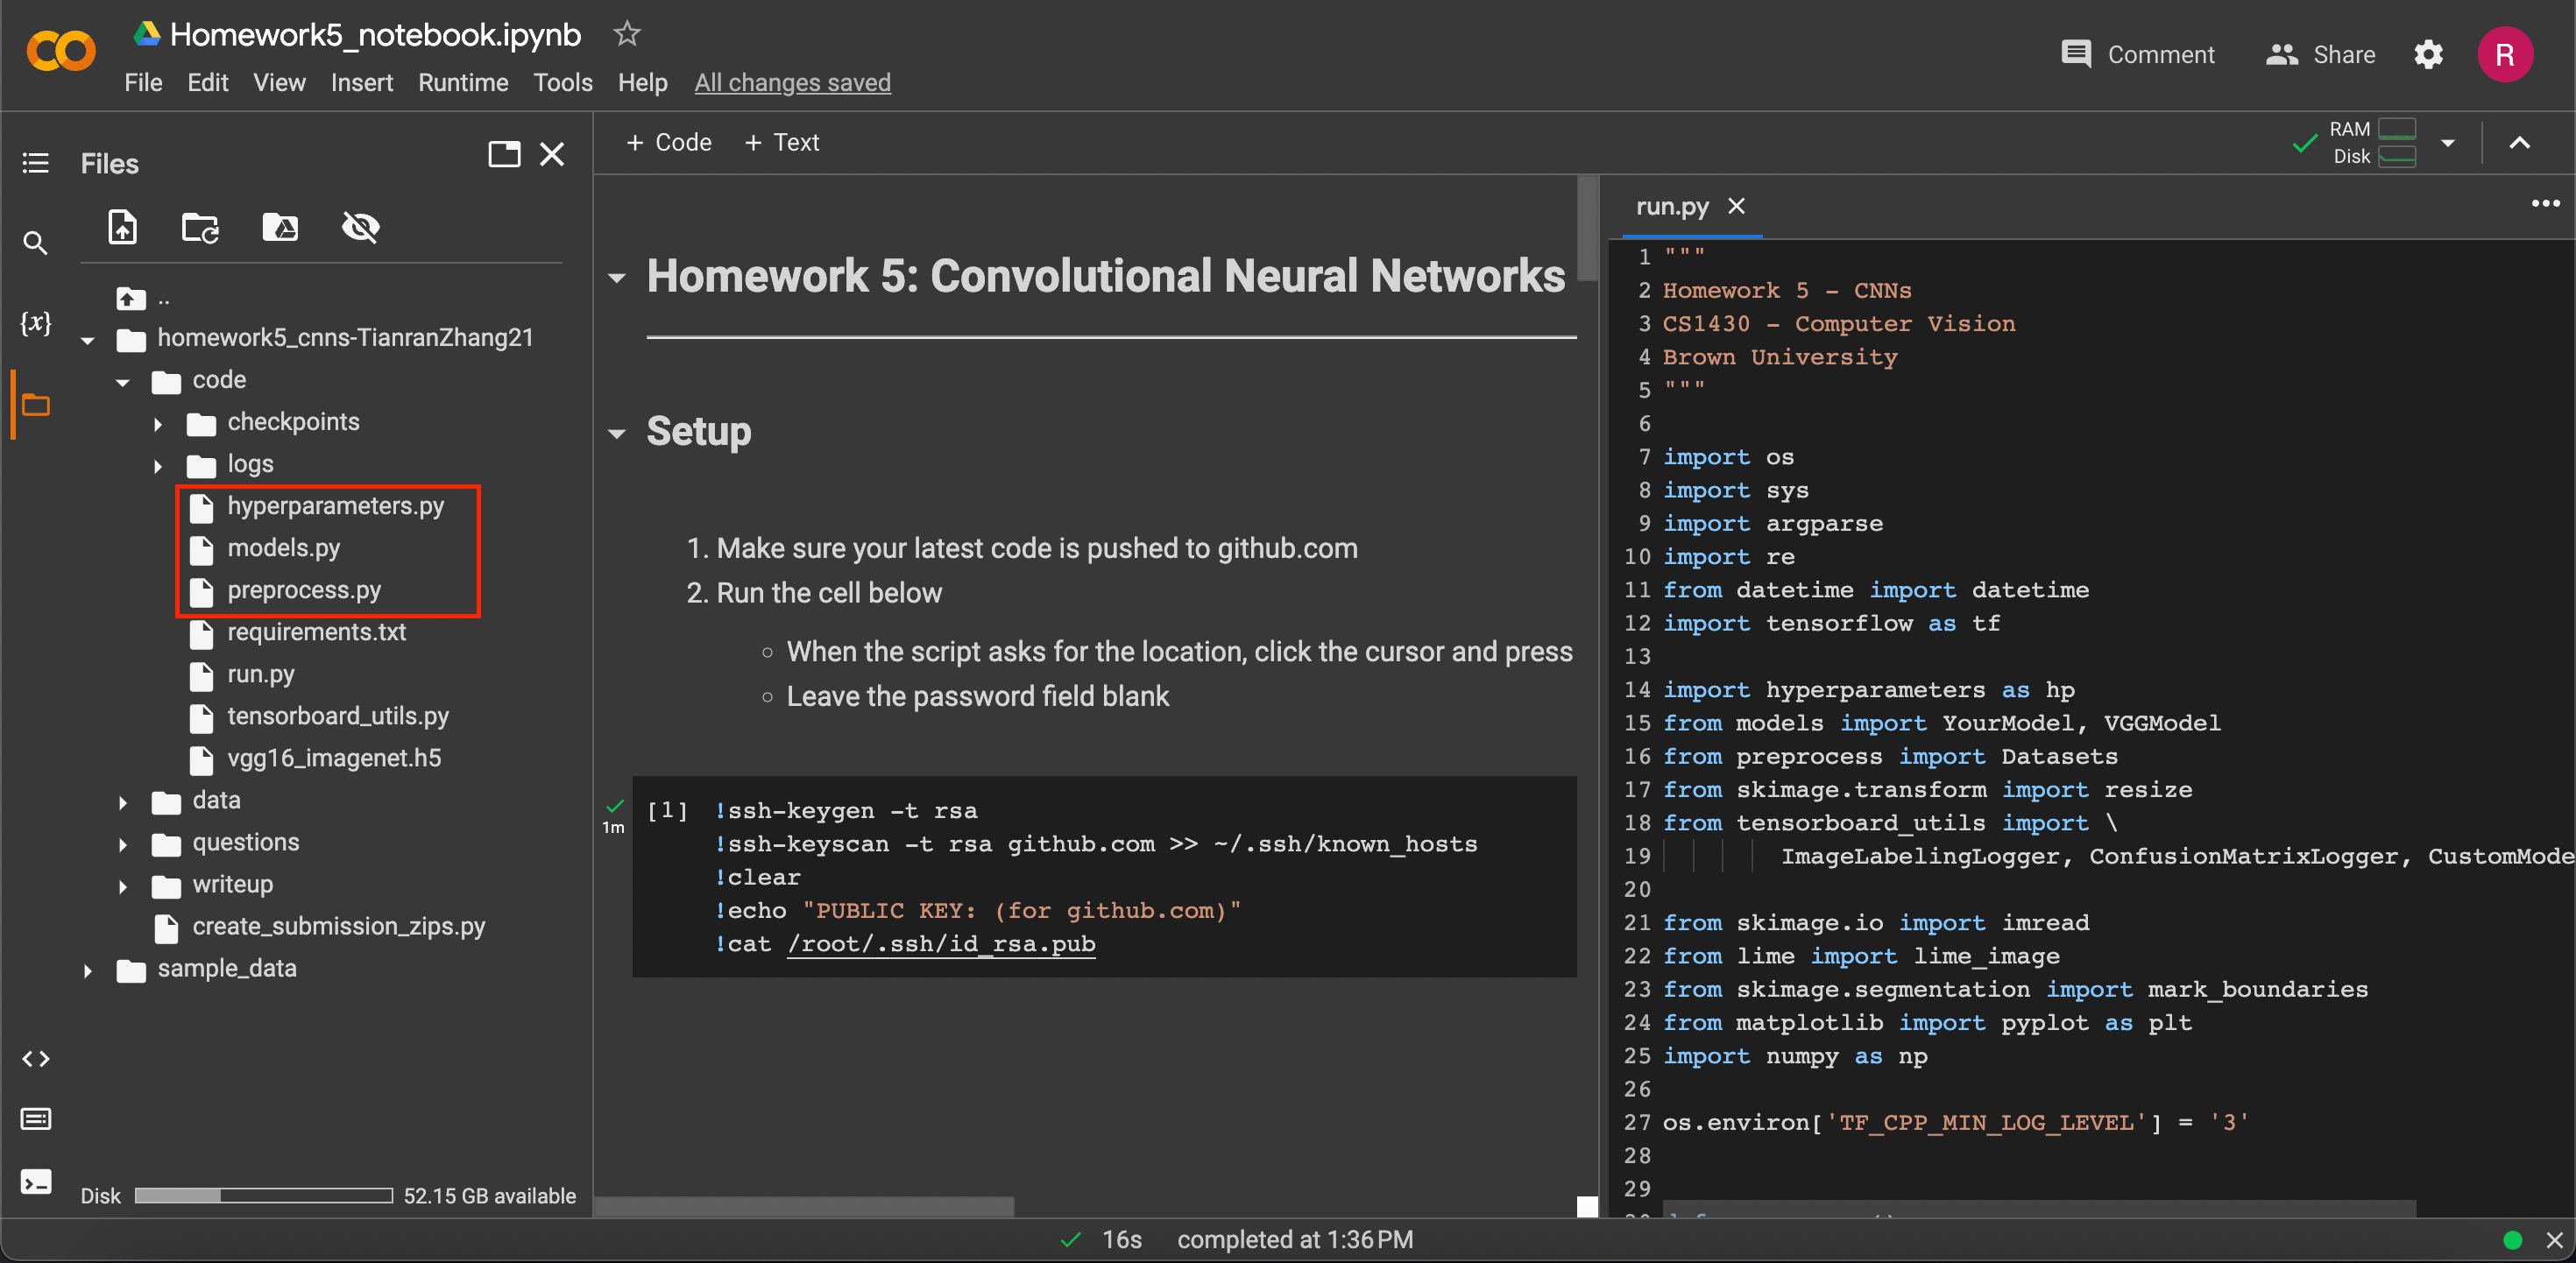 Homework5_notebook.ipynb
File Edit View Insert Runtime Tools Help All changes saved
Comment
Share
R
Files
..
homework5_cnns-TianranZhang21
code
checkpoints
logs
hyperparameters.py
models.py
preprocess.py
requirements.txt
run.py
tensorboard_utils.py
vgg16_imagenet.h5
data
questions
writeup
create_submission_zips.py
sample_data
{x}
Disk 52.15 GB available
+ Code + Text
RAM
Disk
Homework 5: Convolutional Neural Networks
Setup
1. Make sure your latest code is pushed to github.com
2. Run the cell below
When the script asks for the location, click the cursor and press
Leave the password field blank
1m
[1] !ssh-keygen -t rsa
!ssh-keyscan -t rsa github.com >> ~/.ssh/known_hosts
!clear
!echo "PUBLIC KEY: (for github.com)"
!cat /root/.ssh/id_rsa.pub
run.py
1 """
2 Homework 5 - CNNs
3 CS1430 - Computer Vision
4 Brown University
5 """
6
7 import os
8 import sys
9 import argparse
10 import re
11 from datetime import datetime
12 import tensorflow as tf
13
14 import hyperparameters as hp
15 from models import YourModel, VGGModel
16 from preprocess import Datasets
17 from skimage.transform import resize
18 from tensorboard_utils import \
19 ImageLabelingLogger, ConfusionMatrixLogger, CustomMode
20
21 from skimage.io import imread
22 from lime import lime_image
23 from skimage.segmentation import mark_boundaries
24 from matplotlib import pyplot as plt
25 import numpy as np
26
27 os.environ['TF_CPP_MIN_LOG_LEVEL'] = '3'
28
29
16s completed at 1:36 PM